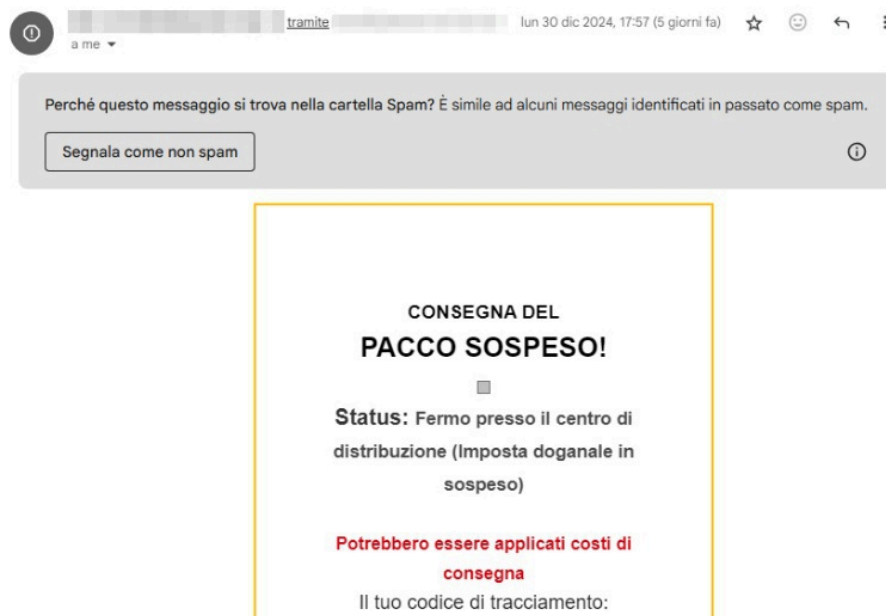 tramite
lun 30 dic 2024, 17:57 (5 giorni fa)
a me
Perché questo messaggio si trova nella cartella Spam? È simile ad alcuni messaggi identificati in passato come spam.
Segnala come non spam
CONSEGNA DEL
PACCO SOSPESO!
Status: Fermo presso il centro di
distribuzione (Imposta doganale in
sospeso)
Potrebbero essere applicati costi di
consegna
Il tuo codice di tracciamento: